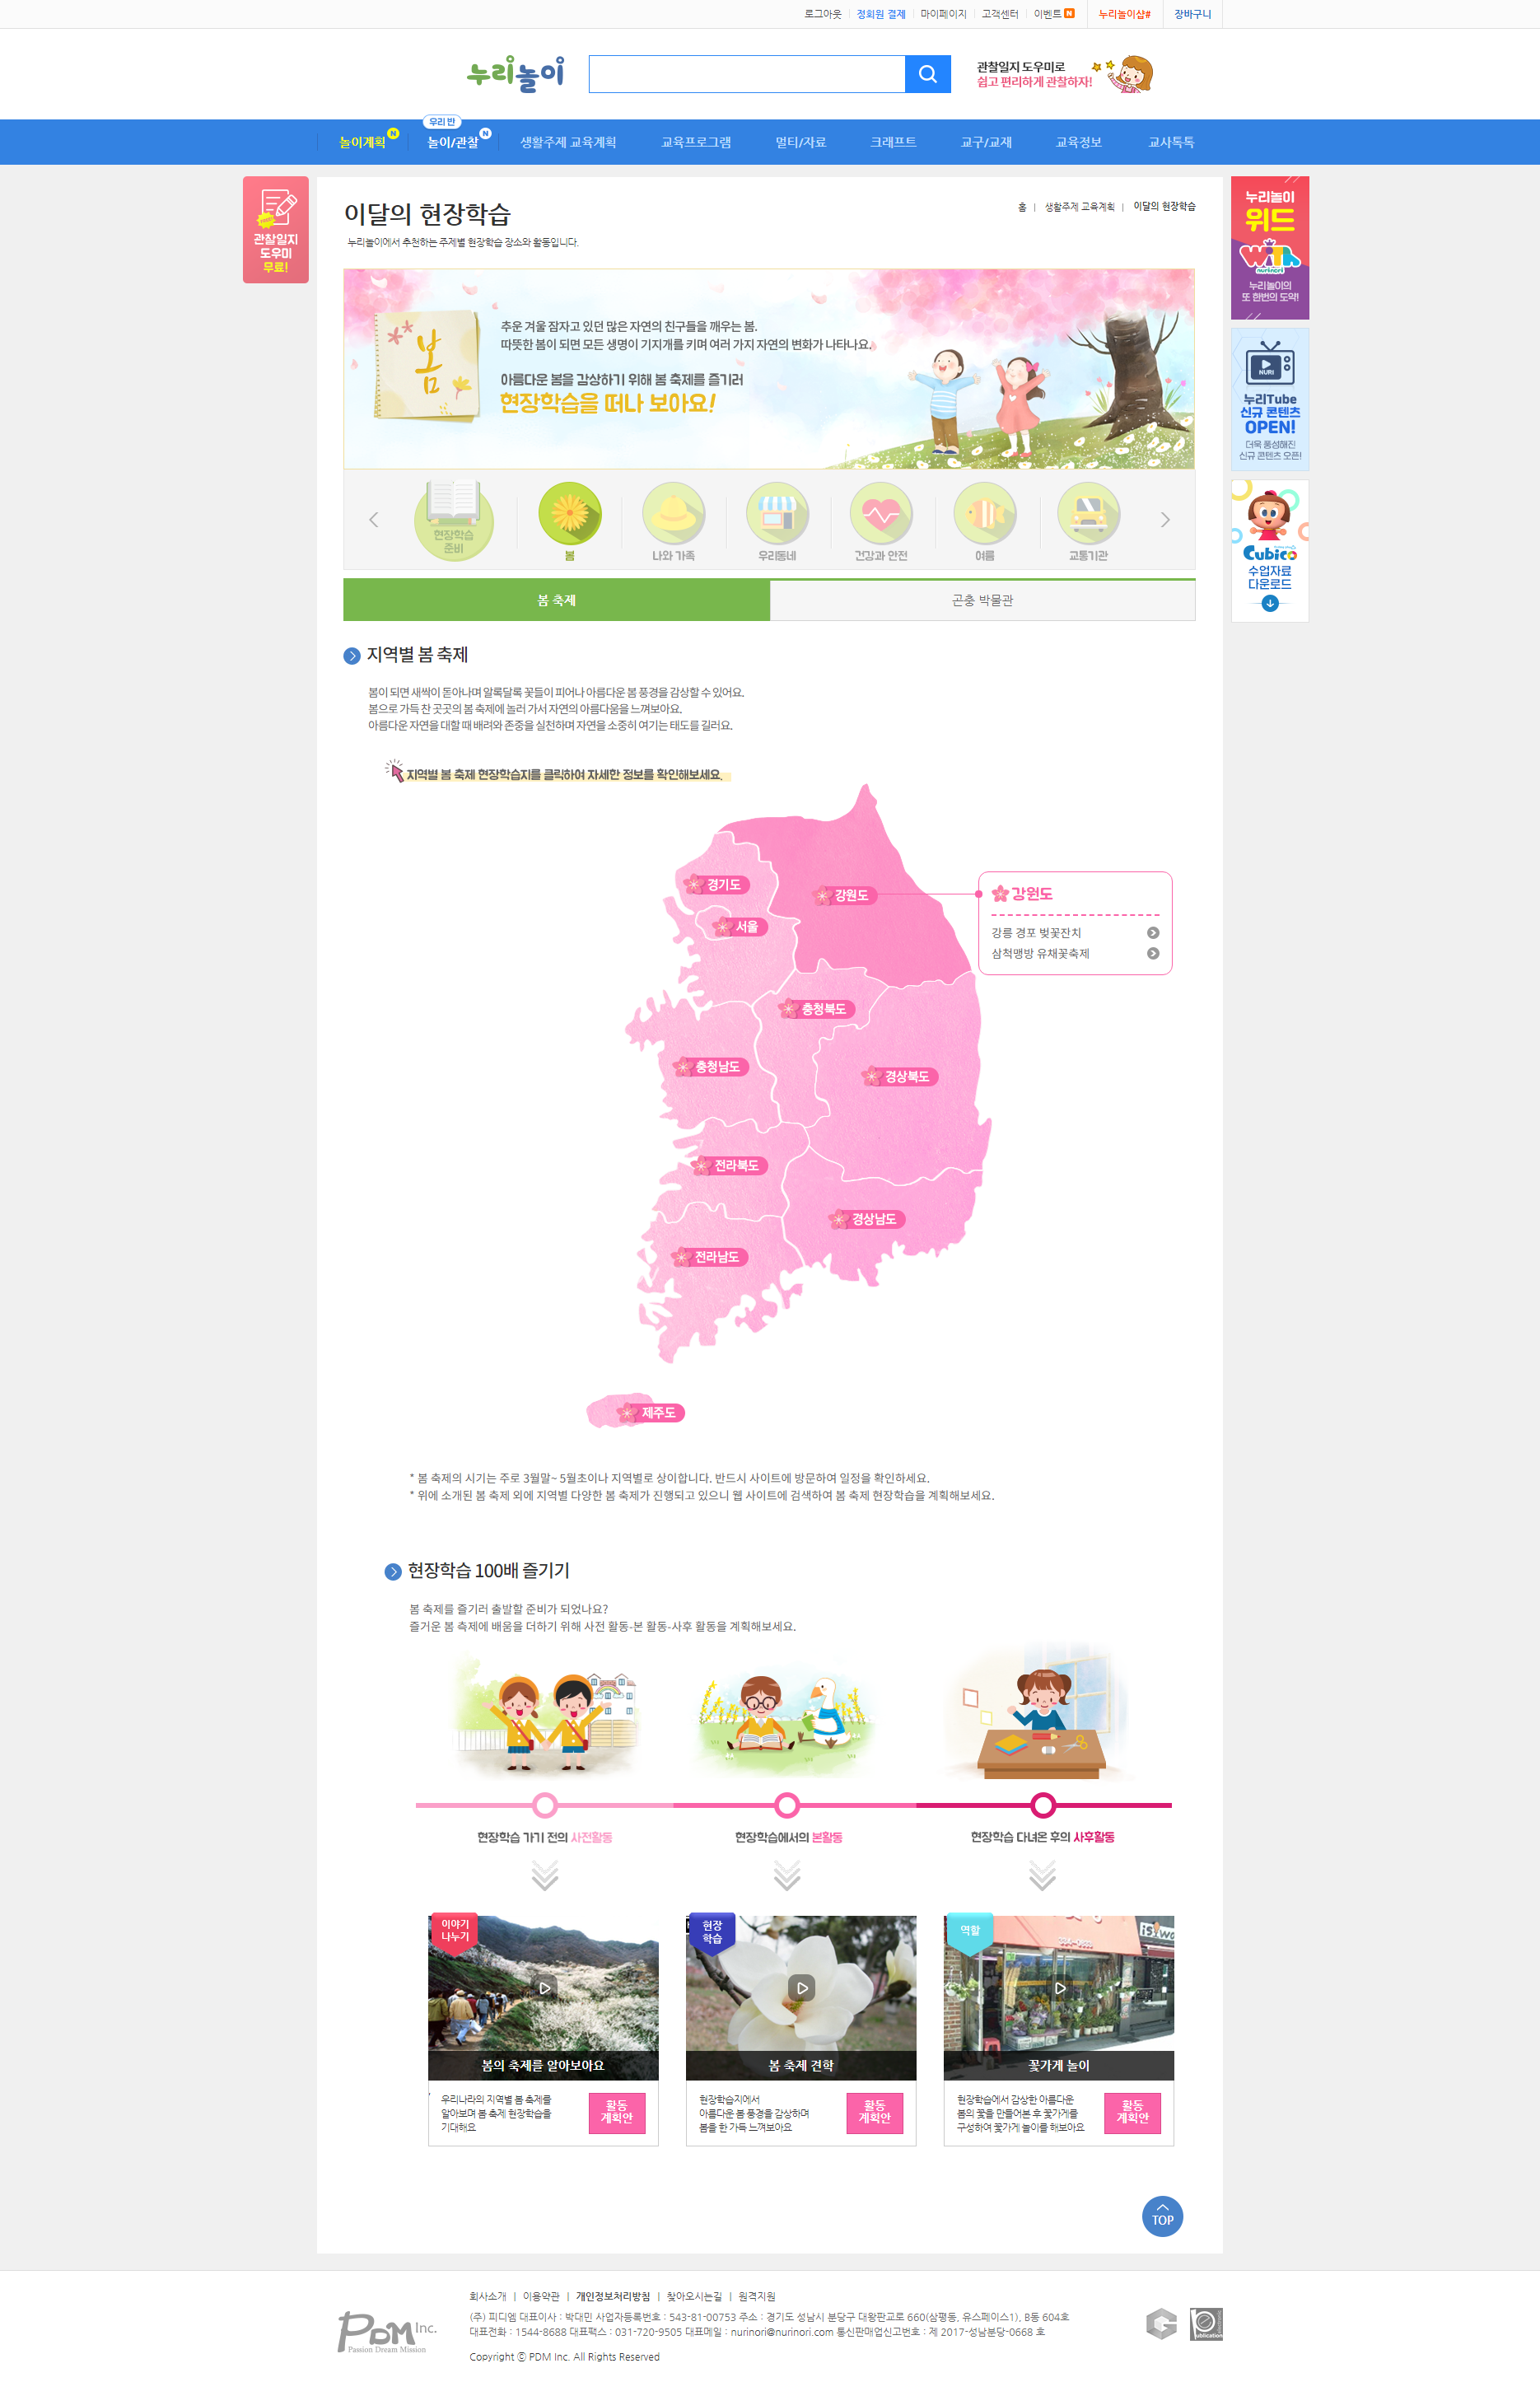 로그아웃 정회원 결제 마이페이지 고객센터 이벤트 N 누리놀이샵# 장바구니
누리놀이
관찰일지 도우미로
쉽고 편리하게 관찰하자!
우리 반
놀이계획 N 놀이/관찰 N 생활주제 교육계획 교육프로그램 멀티/자료 크래프트 교구/교재 교육정보 교사톡톡
관찰일지
도우미
무료!
이달의 현장학습
홈 | 생활주제 교육계획 | 이달의 현장학습
누리놀이에서 추천하는 주제별 현장학습 장소와 활동입니다.
누리놀이
위드
With
nurinori
누리놀이의
또 한번의 도약!
봄
추운 겨울 잠자고 있던 많은 자연의 친구들을 깨우는 봄.
따뜻한 봄이 되면 모든 생명이 기지개를 키며 여러 가지 자연의 변화가 나타나요.
아름다운 봄을 감상하기 위해 봄 축제를 즐기러
현장학습을 떠나 보아요!
NURI
누리Tube
신규 콘텐츠
OPEN!
더욱 풍성해진
신규 콘텐츠 오픈!
현장학습
준비
봄 나와 가족 우리동네 건강과 안전 여름 교통기관
Cubico
수업자료
다운로드
봄 축제 곤충 박물관
지역별 봄 축제
봄이 되면 새싹이 돋아나며 알록달록 꽃들이 피어나 아름다운 봄 풍경을 감상할 수 있어요.
봄으로 가득 찬 곳곳의 봄 축제에 놀러 가서 자연의 아름다움을 느껴보아요.
아름다운 자연을 대할 때 배려와 존중을 실천하며 자연을 소중히 여기는 태도를 길러요.
지역별 봄 축제 현장학습지를 클릭하여 자세한 정보를 확인해보세요.
경기도
강원도
강원도
서울
강릉 경포 벚꽃잔치
삼척맹방 유채꽃축제
충청북도
충청남도
경상북도
전라북도
경상남도
전라남도
제주도
* 봄 축제의 시기는 주로 3월말~ 5월초이나 지역별로 상이합니다. 반드시 사이트에 방문하여 일정을 확인하세요.
* 위에 소개된 봄 축제 외에 지역별 다양한 봄 축제가 진행되고 있으니 웹 사이트에 검색하여 봄 축제 현장학습을 계획해보세요.
현장학습 100배 즐기기
봄 축제를 즐기러 출발할 준비가 되었나요?
즐거운 봄 측제에 배움을 더하기 위해 사전 활동-본 활동-사후 활동을 계획해보세요.
현장학습 가기 전의 사전활동
현장학습에서의 본활동
현장학습 다녀온 후의 사후활동
이야기
나누기
현장
학습
역할
봄의 축제를 알아보아요
봄 축제 견학
꽃가게 놀이
우리나라의 지역별 봄 축제를
알아보며 봄 축제 현장학습을
기대해요
활동
계획안
현장학습지에서
아름다운 봄 풍경을 감상하며
봄을 한 가득 느껴보아요
활동
계획안
현장학습에서 감상한 아름다운
봄의 꽃을 만들어본 후 꽃가게를
구성하여 꽃가게 놀이를 해보아요
활동
계획안
TOP
회사소개 | 이용약관 | 개인정보처리방침 | 찾아오시는길 | 원격지원
PDM Inc.
Passion Dream Mission
(주) 피디엠 대표이사 : 박대민 사업자등록번호 : 543-81-00753 주소 : 경기도 성남시 분당구 대왕판교로 660(삼평동, 유스페이스1), B동 604호
대표전화 : 1544-8688 대표팩스 : 031-720-9505 대표메일 : nurinori@nurinori.com 통신판매업신고번호 : 제 2017-성남분당-0668 호
Copyright ⓒ PDM Inc. All Rights Reserved